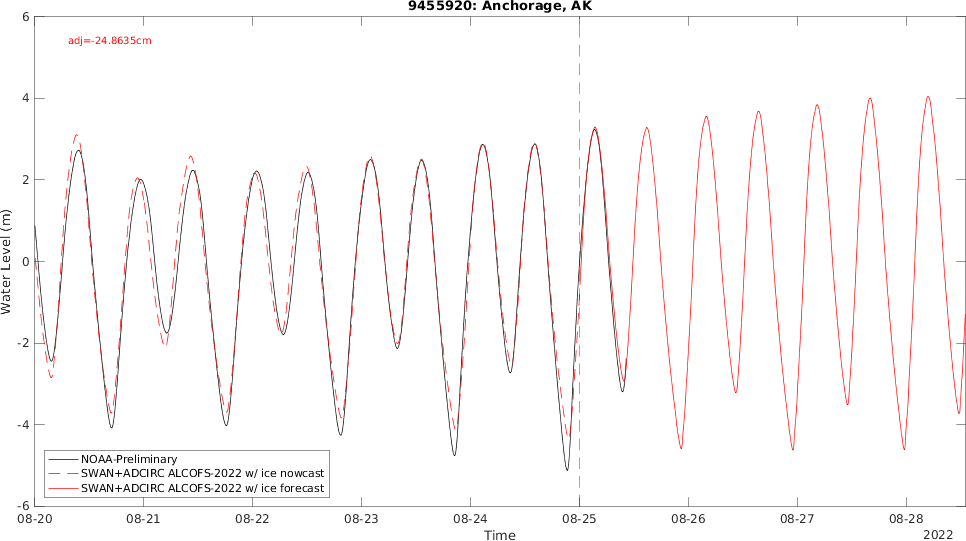 9455920: Anchorage, AK
adj=-24.8635cm
6
4
2
0
-2
-4
-6
Water Level (m)
NOAA-Preliminary
SWAN+ADCIRC ALCOFS-2022 w/ ice nowcast
SWAN+ADCIRC ALCOFS-2022 w/ ice forecast
08-20 08-21 08-22 08-23 08-24 08-25 08-26 08-27 08-28
Time
2022